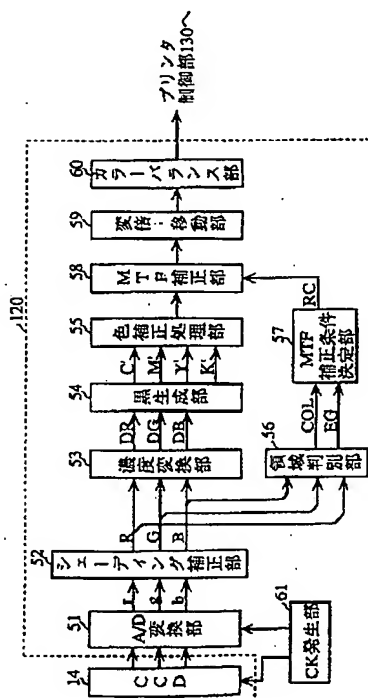 120
14
CCD
51
A/D変換部
r
g
b
52
シェーディング補正部
R
G
B
53
濃度変換部
DR
DG
DB
54
黒生成部
C'
M'
Y'
K'
55
色補正処理部
58
MTF補正部
59
変倍・移動部
60
カラーバランス部
プリンタ
制御部130へ
61
CK発生部
56
領域判別部
COL
EG
57
MTF
補正条件
決定部
RC